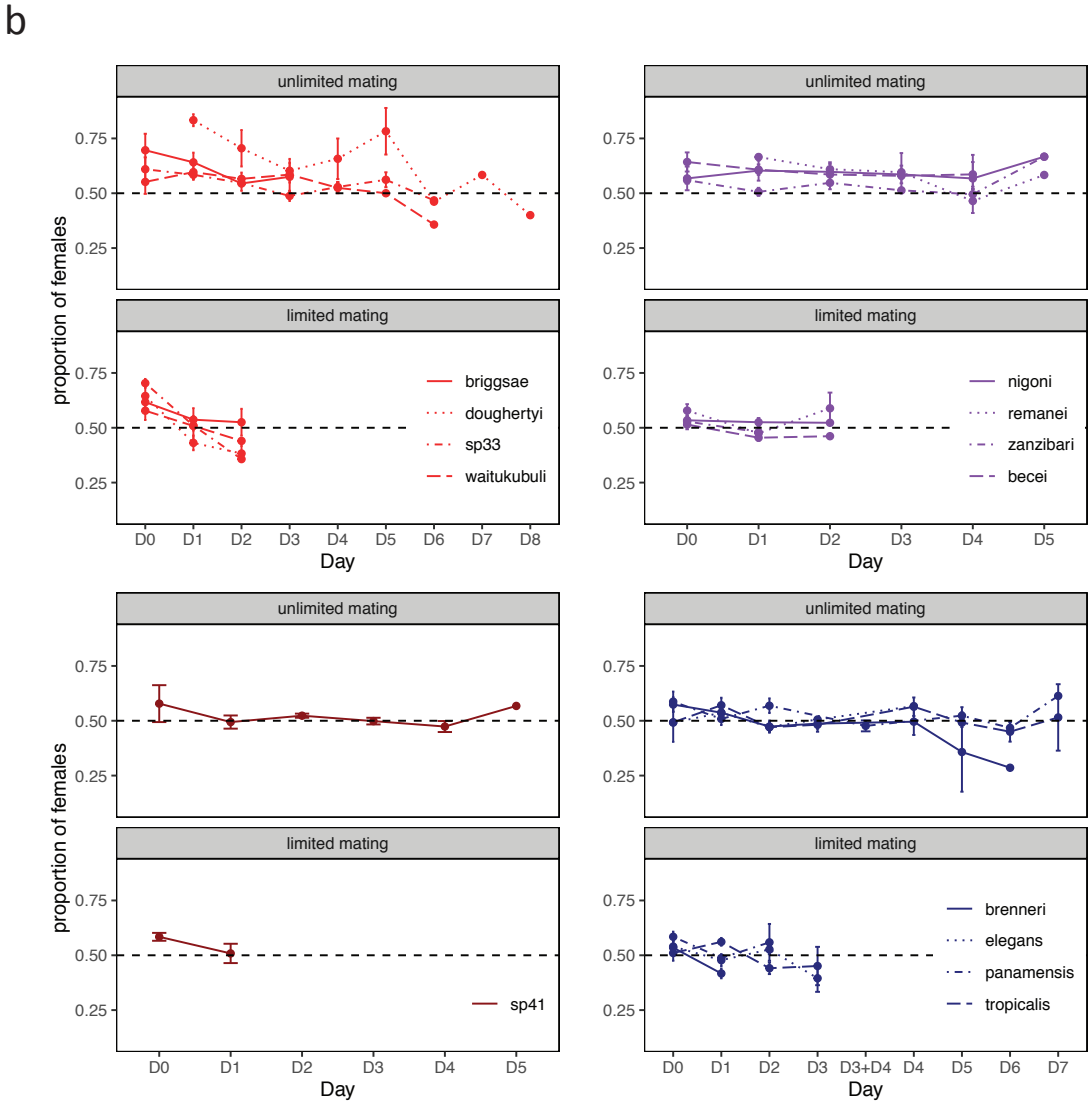 b
unlimited mating
unlimited mating
0.75
0.50
0.25
0.75
0.50
0.25
limited mating
limited mating
proportion of females
0.75
0.50
0.25
briggsae
doughertyi
sp33
waitukubuli
0.75
0.50
0.25
nigoni
remanei
zanzibari
becei
D0 D1 D2 D3 D4 D5 D6 D7 D8
Day
D0 D1 D2 D3 D4 D5
Day
unlimited mating
unlimited mating
0.75
0.50
0.25
0.75
0.50
0.25
limited mating
limited mating
proportion of females
0.75
0.50
0.25
sp41
0.75
0.50
0.25
brenneri
elegans
panamensis
tropicalis
D0 D1 D2 D3 D4 D5
Day
D0 D1 D2 D3 D3+D4 D4 D5 D6 D7
Day